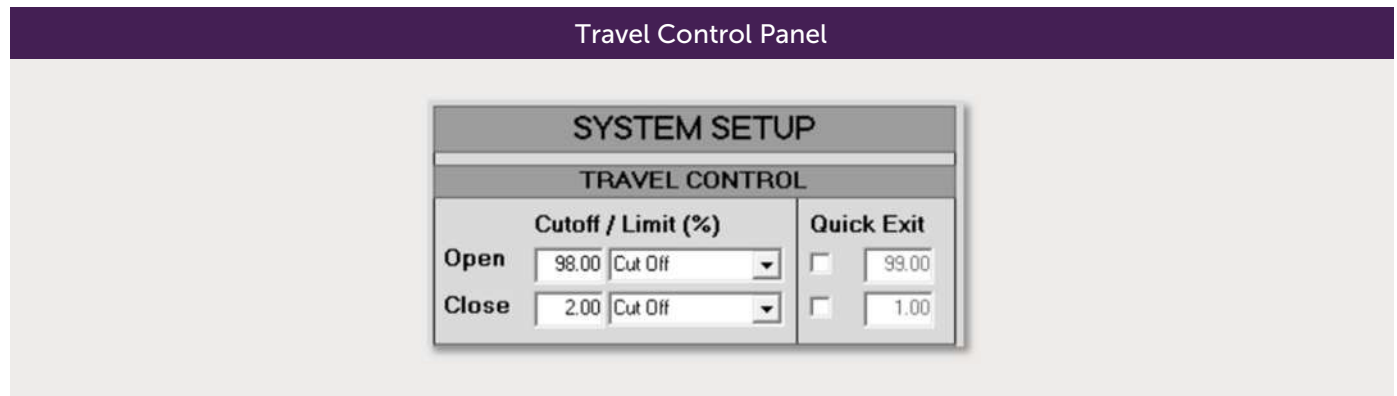 Travel Control Panel
SYSTEM SETUP
TRAVEL CONTROL
Cutoff / Limit (%) Quick Exit
Open 98.00 Cut Off 99.00
Close 2.00 Cut Off 1.00